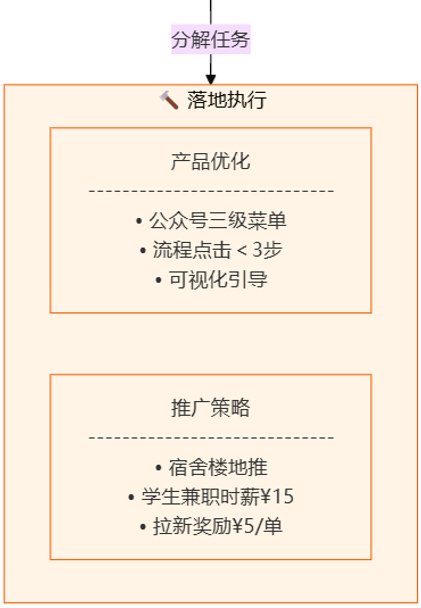 分解任务
🔨 落地执行
产品优化
-----------------------------
• 公众号三级菜单
• 流程点击＜3步
• 可视化引导
推广策略
-----------------------------
• 宿舍楼地推
• 学生兼职时薪¥15
• 拉新奖励¥5/单